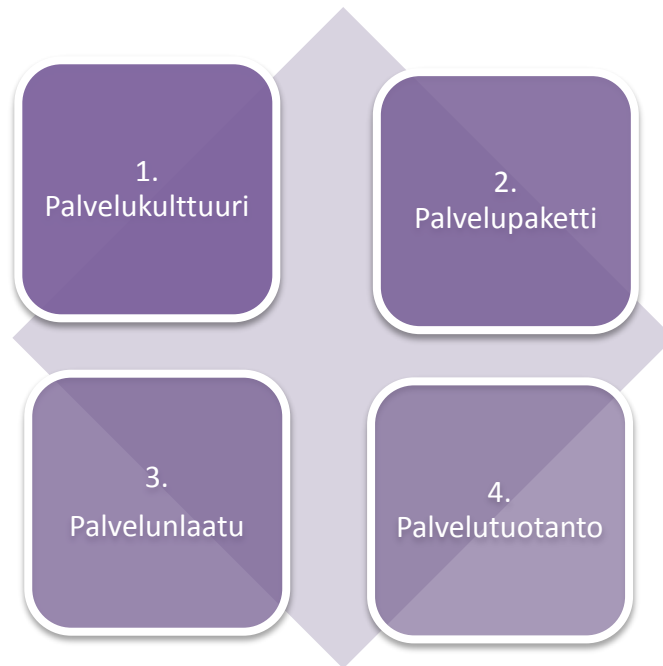 1.
Palvelukulttuuri
2.
Palvelupaketti
3.
Palvelunlaatu
4.
Palvelutuotanto